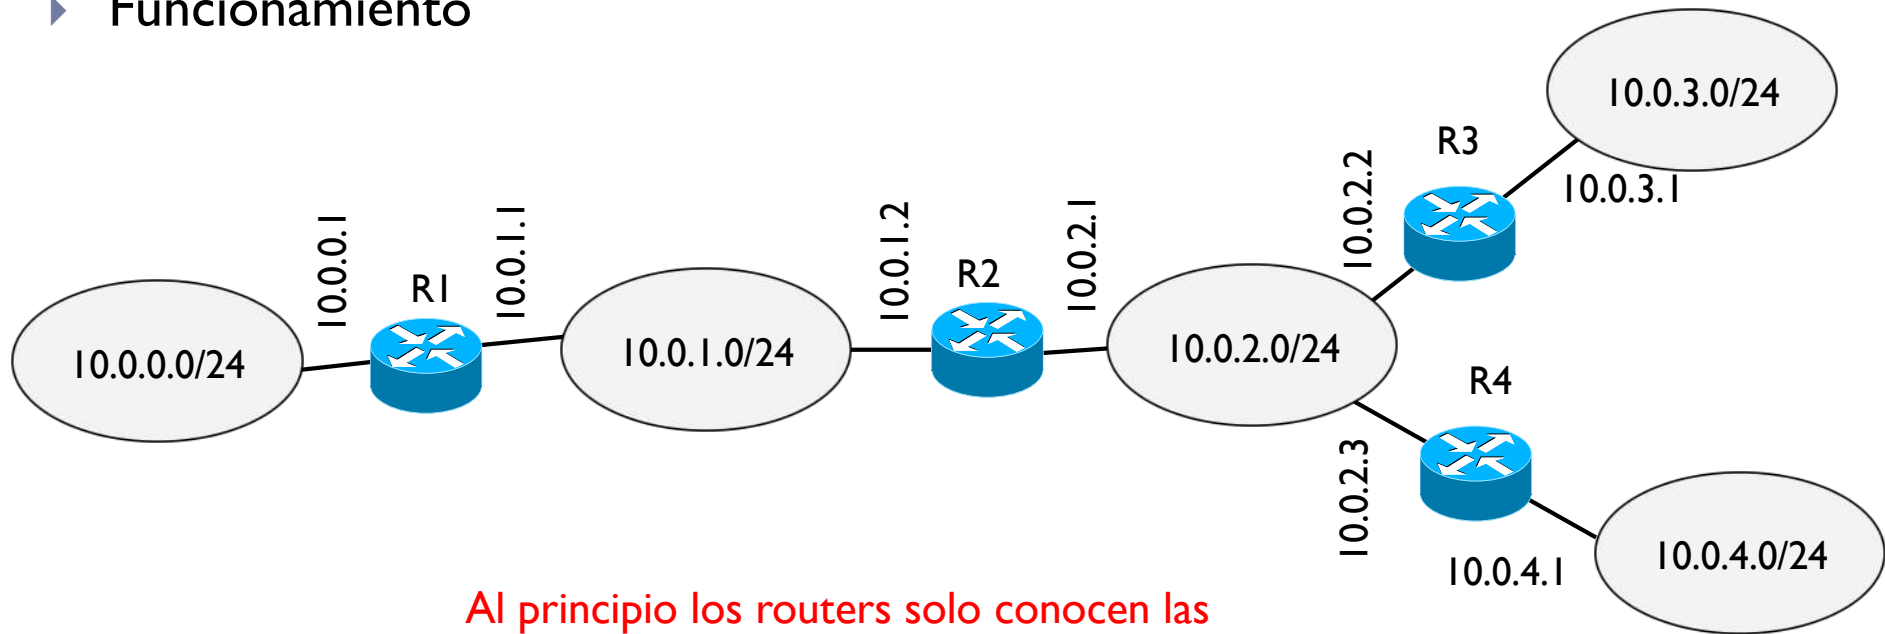 Funcionamiento
10.0.3.0/24
R3
10.0.2.2
10.0.3.1
10.0.0.1
R1
10.0.1.1
10.0.1.2
R2
10.0.2.1
10.0.0.0/24
10.0.1.0/24
10.0.2.0/24
R4
10.0.2.3
10.0.4.1
10.0.4.0/24
Al principio los routers solo conocen las